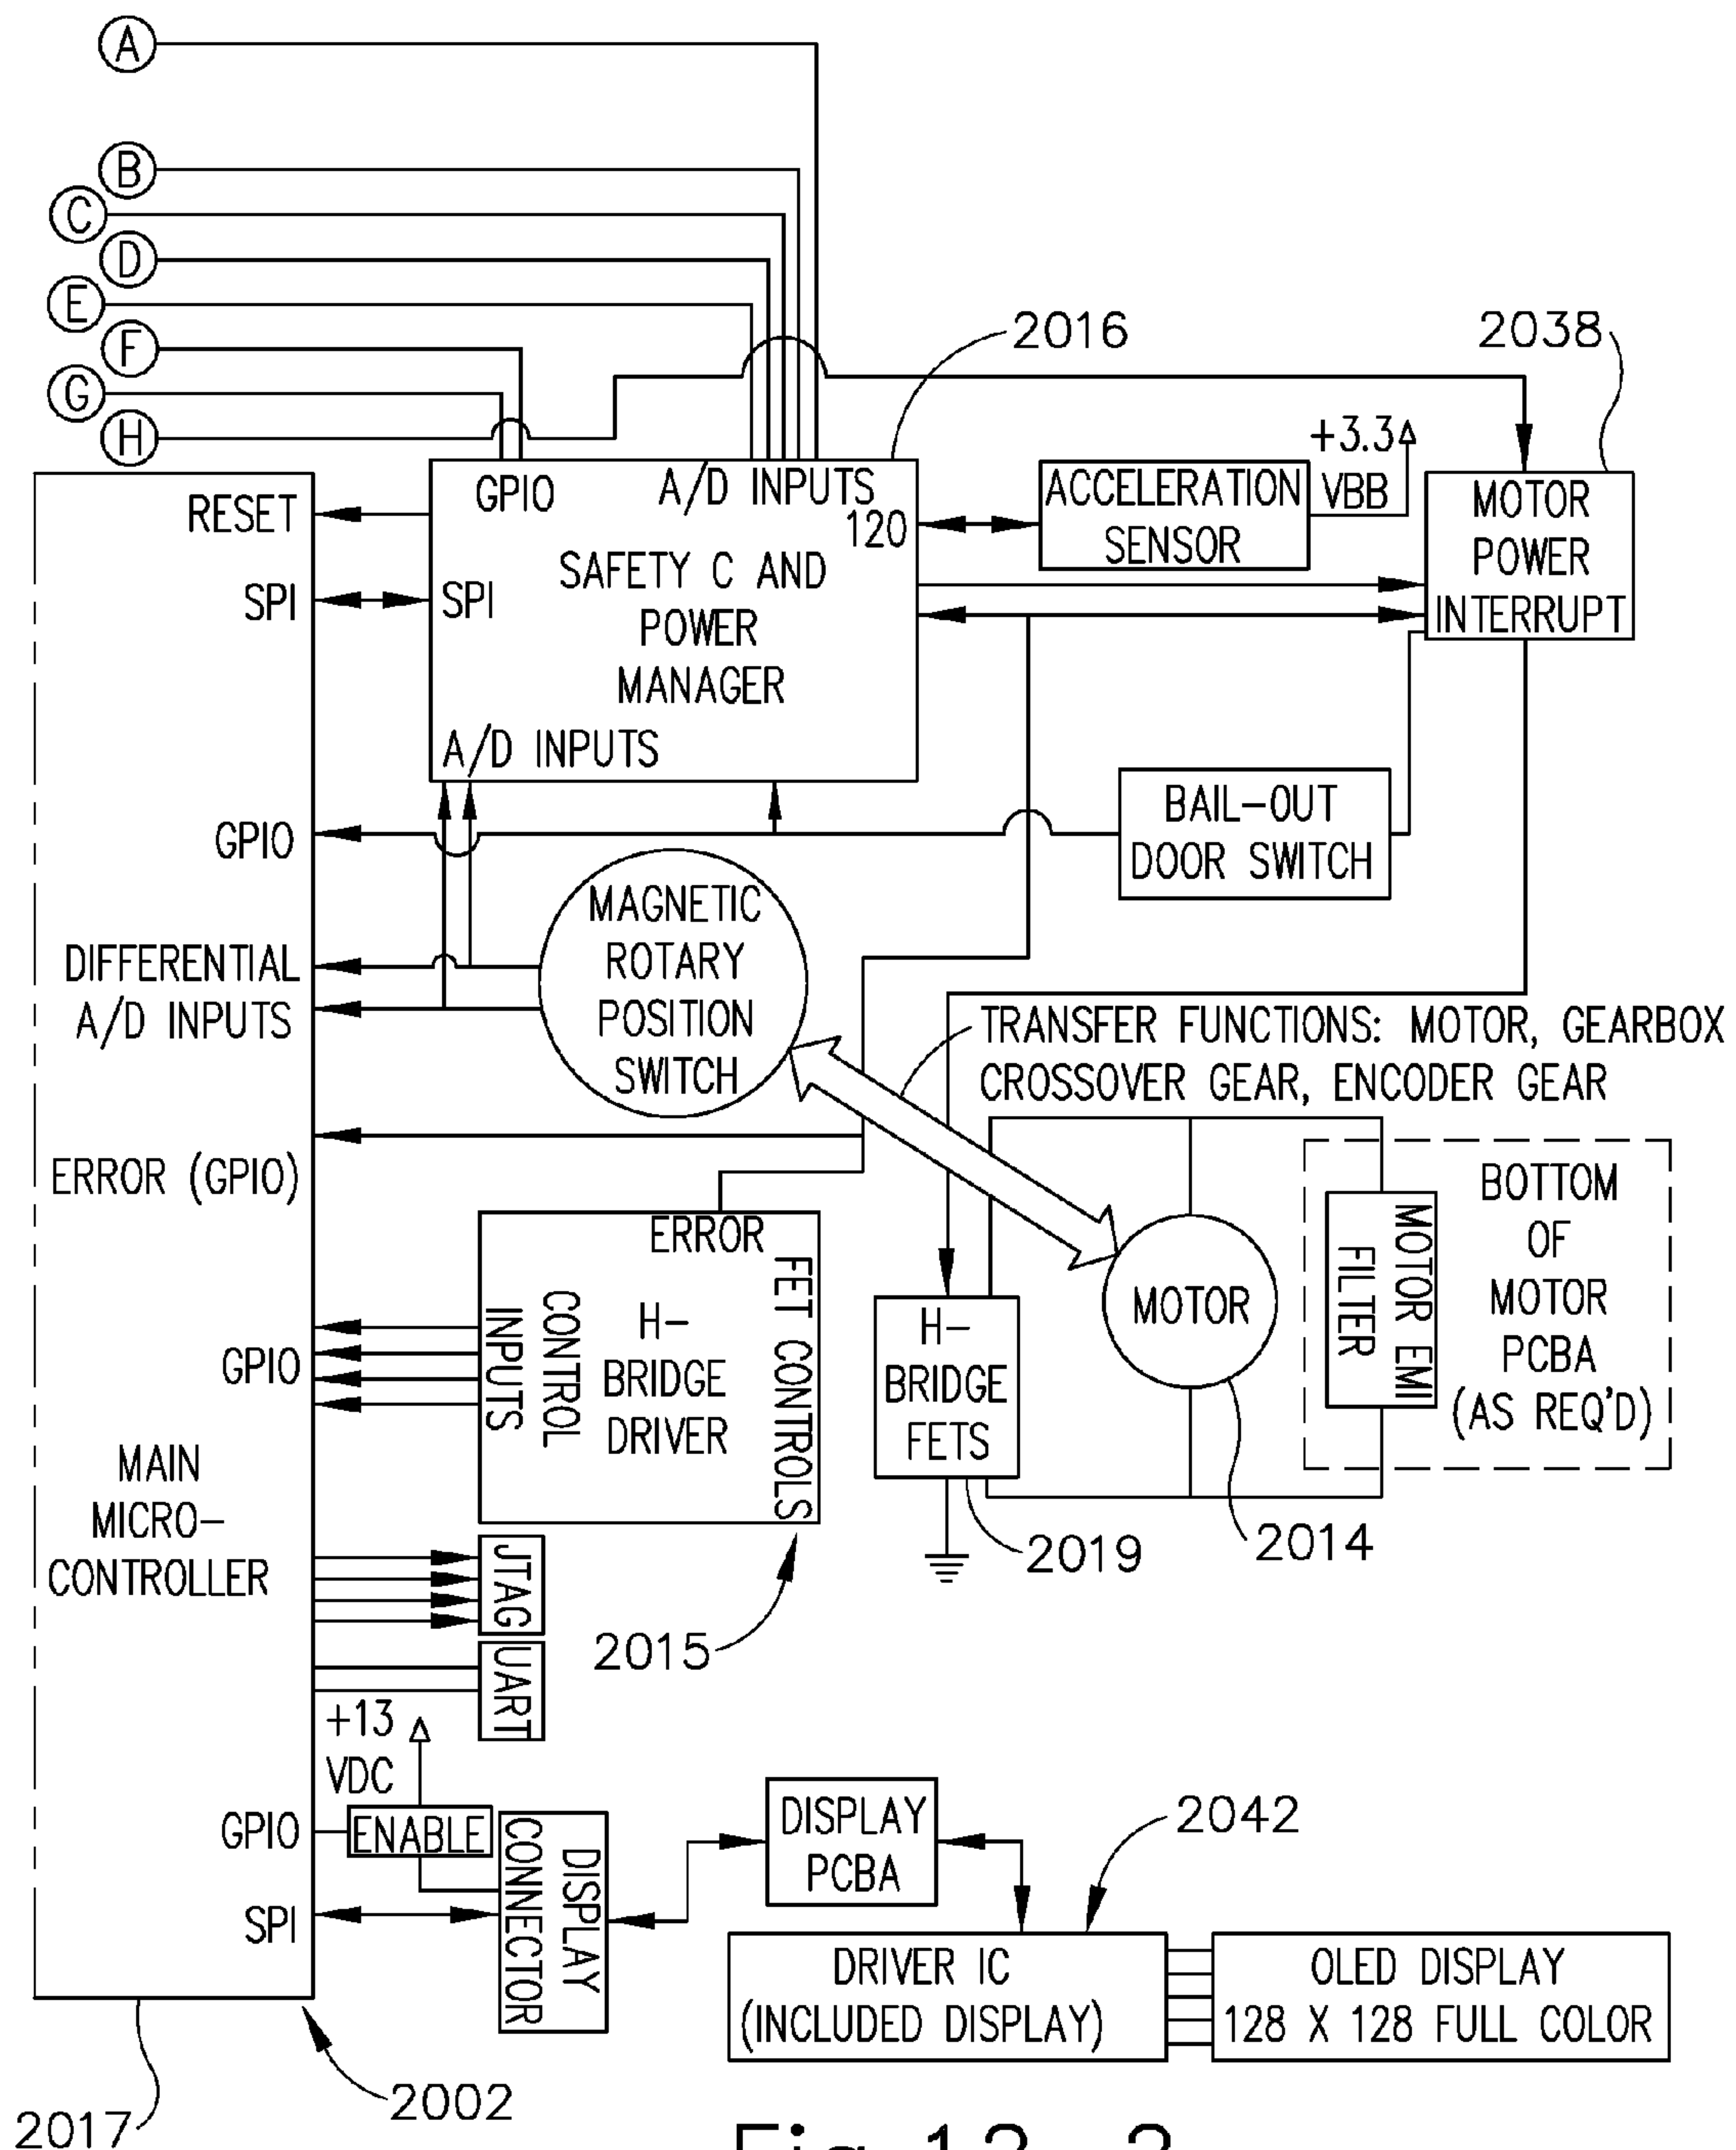 A
B
C
D
E
F
G
H
2016
2038
+3.3
VBB
RESET
SPI
GPIO
DIFFERENTIAL
A/D INPUTS
ERROR (GPIO)
GPIO
MAIN
MICRO-
CONTROLLER
GPIO
SPI
GPIO
A/D INPUTS
120
SPI
SAFETY C AND
POWER
MANAGER
A/D INPUTS
ACCELERATION
SENSOR
MOTOR
POWER
INTERRUPT
BAIL-OUT
DOOR SWITCH
MAGNETIC
ROTARY
POSITION
SWITCH
TRANSFER FUNCTIONS: MOTOR, GEARBOX
CROSSOVER GEAR, ENCODER GEAR
ERROR
CONTROL
INPUTS
H-
BRIDGE
DRIVER
FET CONTROLS
H-
BRIDGE
FETS
MOTOR
MOTOR EMI
FILTER
BOTTOM
OF
MOTOR
PCBA
(AS REQ'D)
2019
2014
2015
JTAG
UART
+13
VDC
ENABLE
DISPLAY
CONNECTOR
DISPLAY
PCBA
2042
DRIVER IC
(INCLUDED DISPLAY)
OLED DISPLAY
128 X 128 FULL COLOR
2002
2017